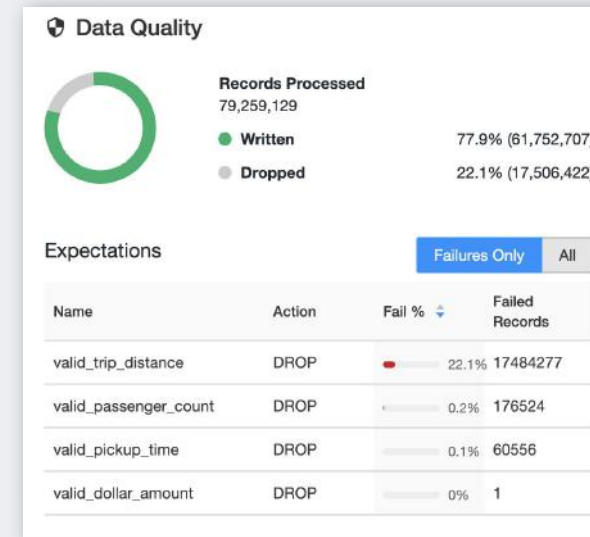 Data Quality
Records Processed
79,259,129
Written 77.9% (61,752,707)
Dropped 22.1% (17,506,422)
Expectations Failures Only All
Name Action Fail % Failed Records
valid_trip_distance DROP 22.1% 17484277
valid_passenger_count DROP 0.2% 176524
valid_pickup_time DROP 0.1% 60556
valid_dollar_amount DROP 0% 1